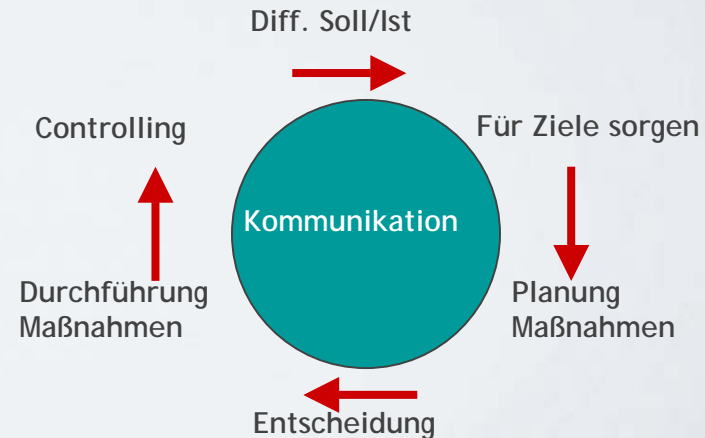 Diff. Soll/Ist
Controlling
Für Ziele sorgen
Kommunikation
Durchführung
Maßnahmen
Planung
Maßnahmen
Entscheidung